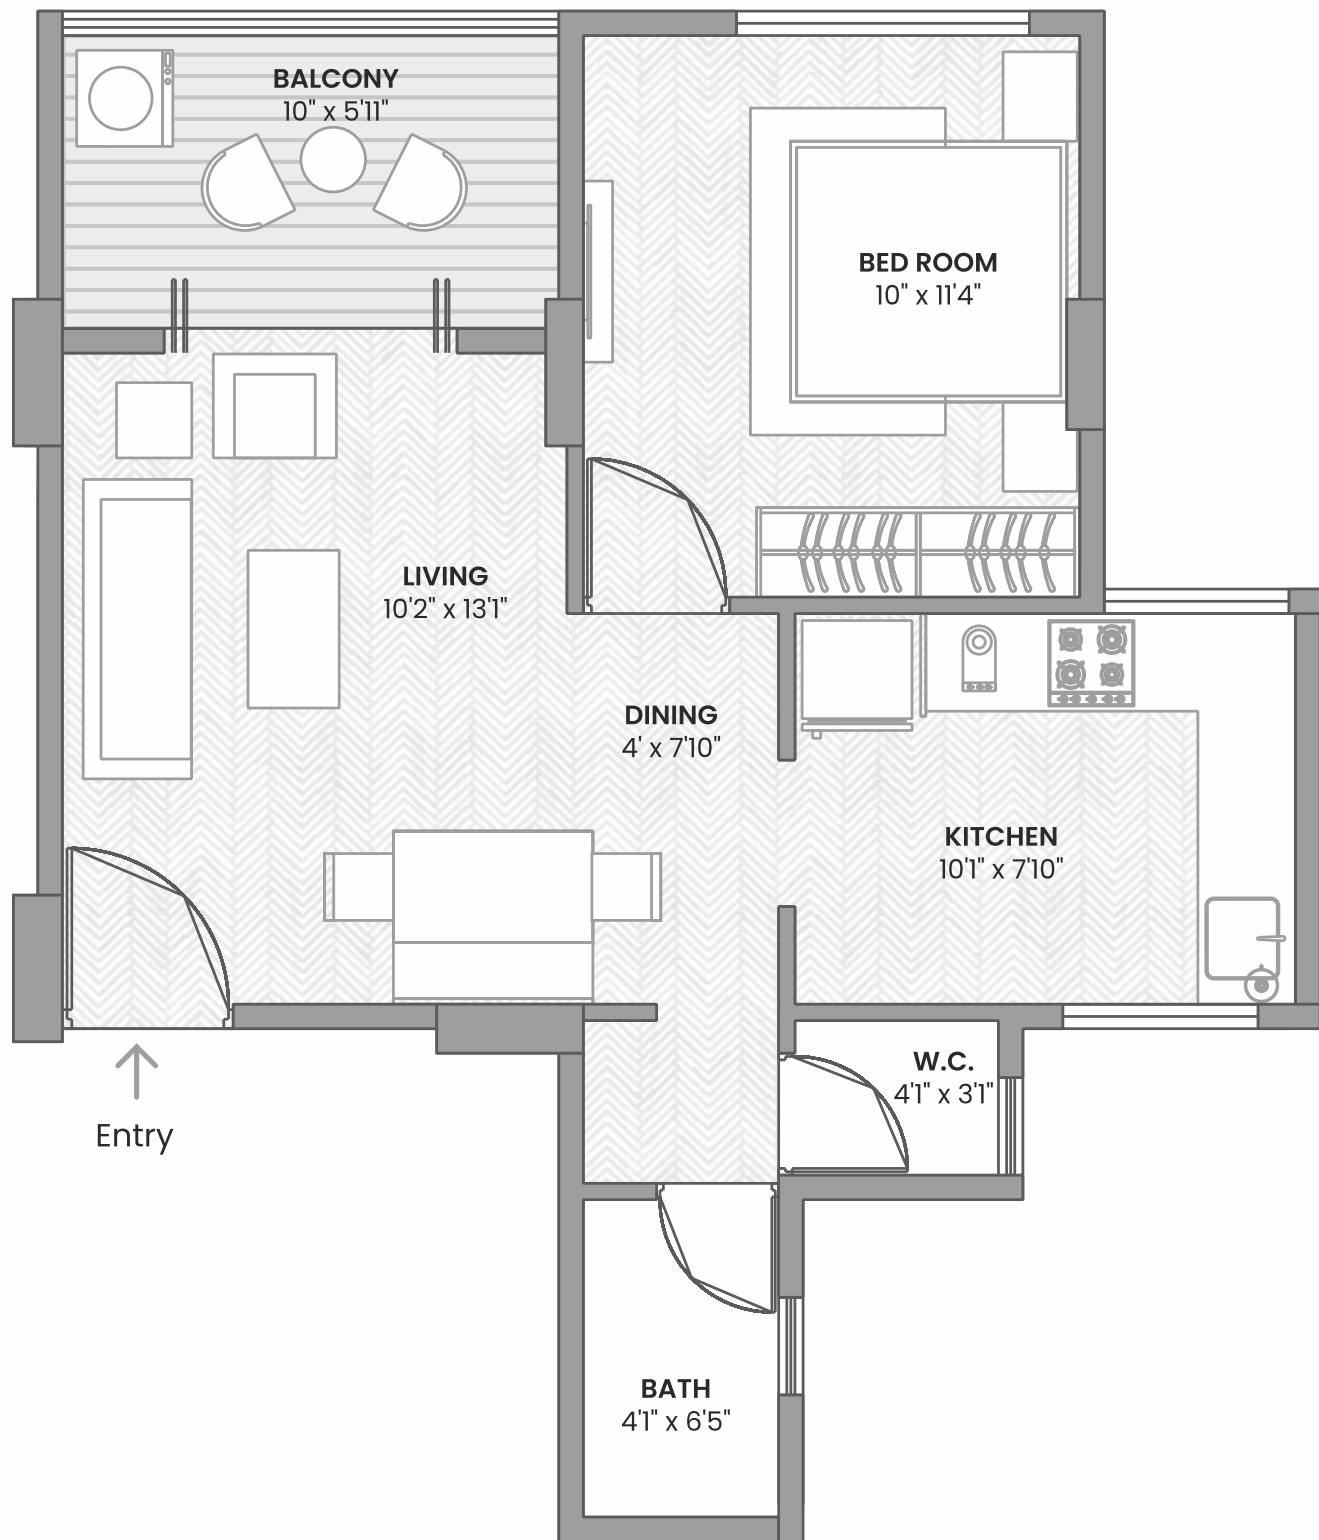 BALCONY
10" x 5'11"
BED ROOM
10" x 11'4"
LIVING
10'2" x 13'1"
DINING
4' x 7'10"
KITCHEN
10'1" x 7'10"
W.C.
4'1" x 3'1"
Entry
BATH
4'1" x 6'5"